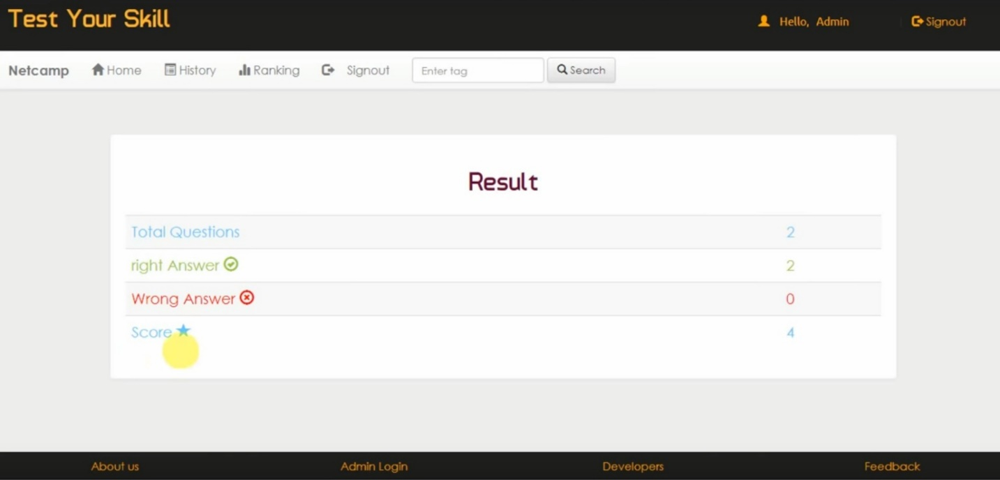 Test Your Skill
Hello, Admin
Signout
Netcamp Home History Ranking Signout Enter tag Search
Result
Total Questions 2
right Answer 2
Wrong Answer 0
Score 4
About us Admin Login Developers Feedback